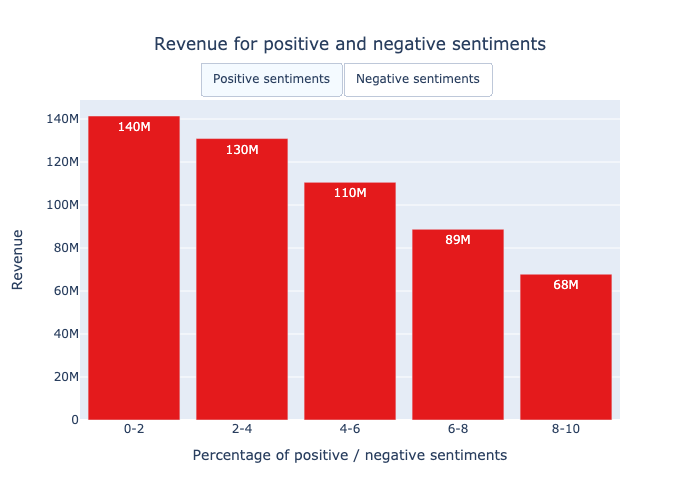 Revenue for positive and negative sentiments
Positive sentiments Negative sentiments
140M
120M
100M
80M
60M
40M
20M
0
Revenue
140M
130M
110M
89M
68M
0-2 2-4 4-6 6-8 8-10
Percentage of positive / negative sentiments